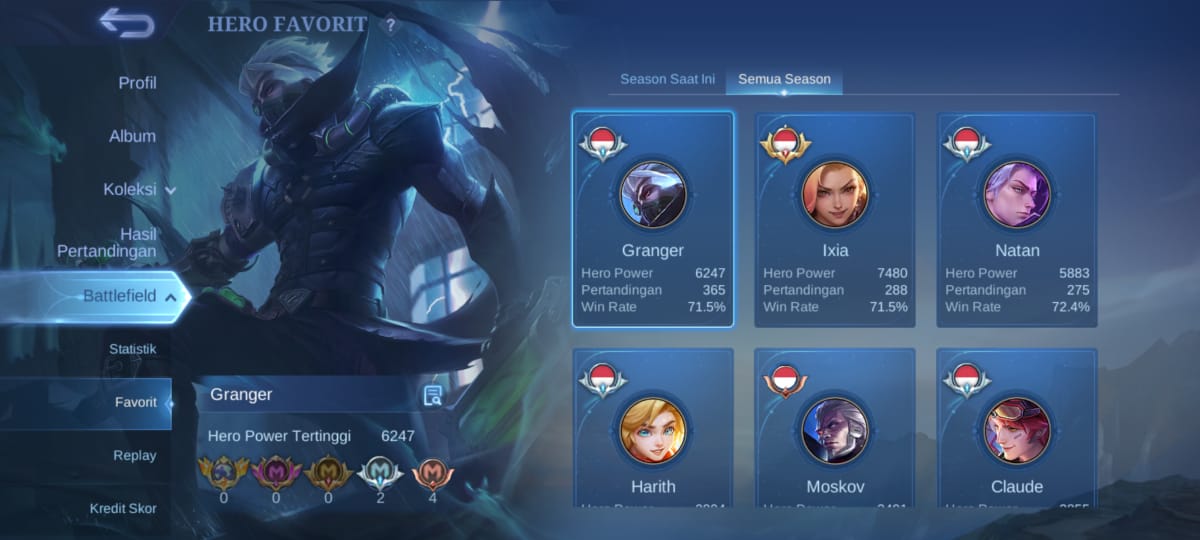 HERO FAVORIT ?
Profil
Album
Koleksi
Hasil
Pertandingan
Battlefield
Statistik
Favorit
Replay
Kredit Skor
Granger
Hero Power Tertinggi 6247
0 0 0 2 4
Season Saat Ini Semua Season
Granger
Hero Power 6247
Pertandingan 365
Win Rate 71.5%
Ixia
Hero Power 7480
Pertandingan 288
Win Rate 71.5%
Natan
Hero Power 5883
Pertandingan 275
Win Rate 72.4%
Harith
Moskov
Claude